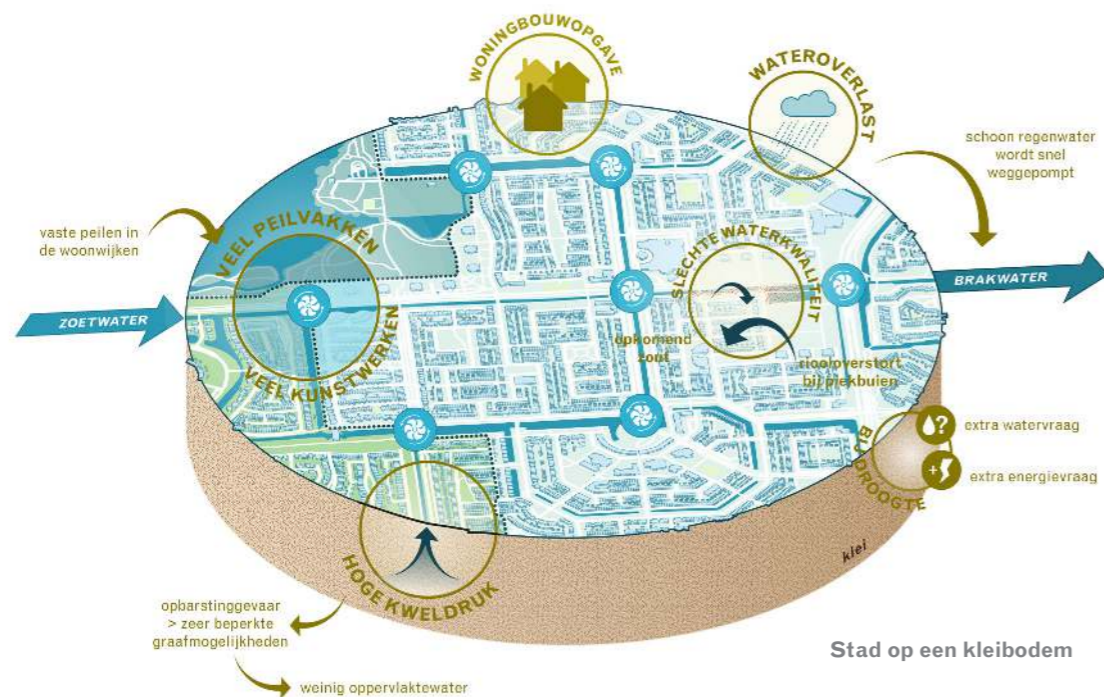 WONINGBOUWOPGAVE
WATEROVERLAST
schoon regenwater
wordt snel
weggepompt
vaste peilen in
de woonwijken
VEEL PEILVAKKEN
VEEL KUNSTWERKEN
ZOETWATER
SLECHTE WATERKWALITEIT
BRAKWATER
opkomend
zout
riooloverstort
bij piekbuien
BIJ DROOGTE
?
extra watervraag
+
extra energievraag
HOGE KWELDRUK
klei
opbarstinggevaar
> zeer beperkte
graafmogelijkheden
weinig oppervlaktewater
Stad op een kleibodem